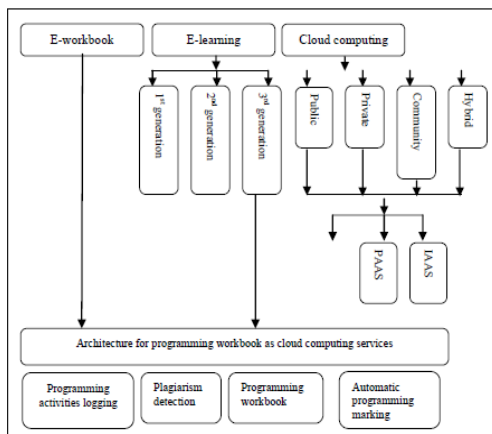 E-workbook
E-learning
Cloud computing
1st generation
2nd generation
3rd generation
Public
Private
Community
Hybrid
PAAS
IAAS
Architecture for programming workbook as cloud computing services
Programming
activities logging
Plagiarism
detection
Programming
workbook
Automatic
programming
marking